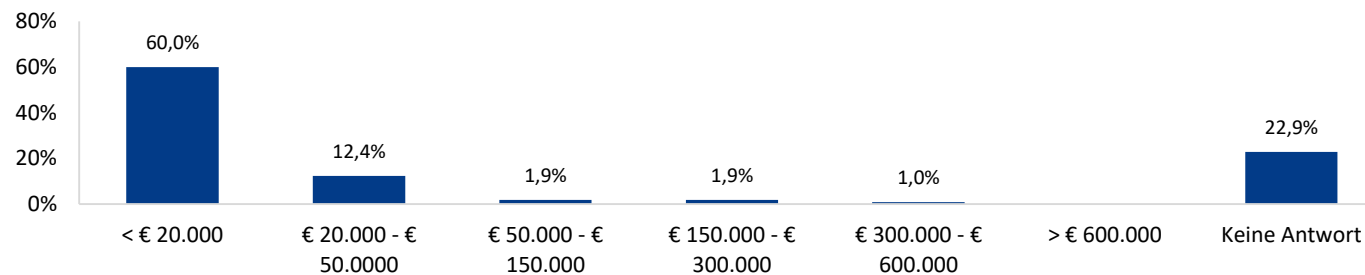 80%
60%
40%
20%
0%
60,0%
12,4%
1,9%
1,9%
1,0%
22,9%
< € 20.000
€ 20.000 - €
50.0000
€ 50.000 - €
150.000
€ 150.000 - €
300.000
€ 300.000 - €
600.000
> € 600.000
Keine Antwort